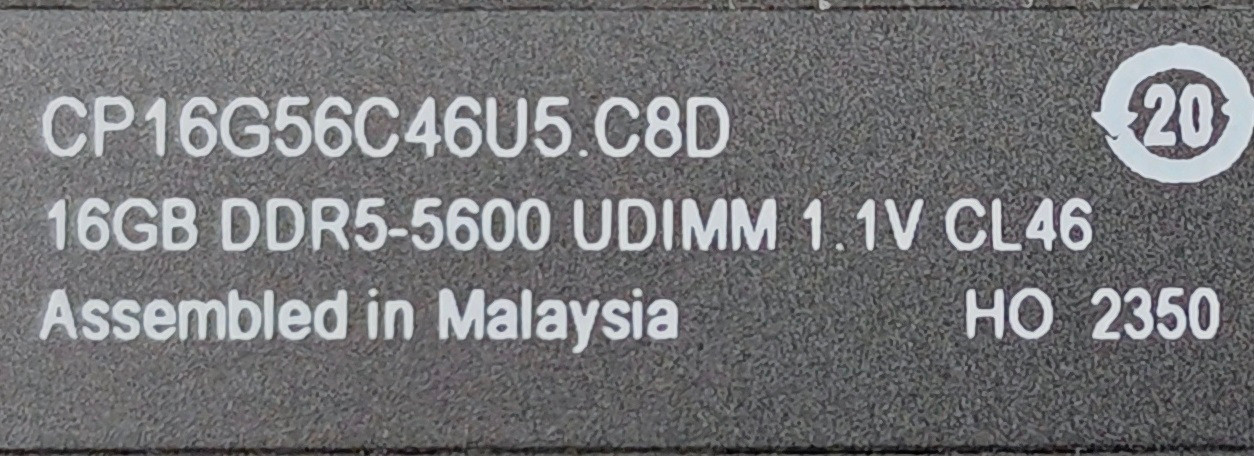 CP16G56C46U5.C8D
20
16GB DDR5-5600 UDIMM 1.1V CL46
Assembled in Malaysia HO 2350